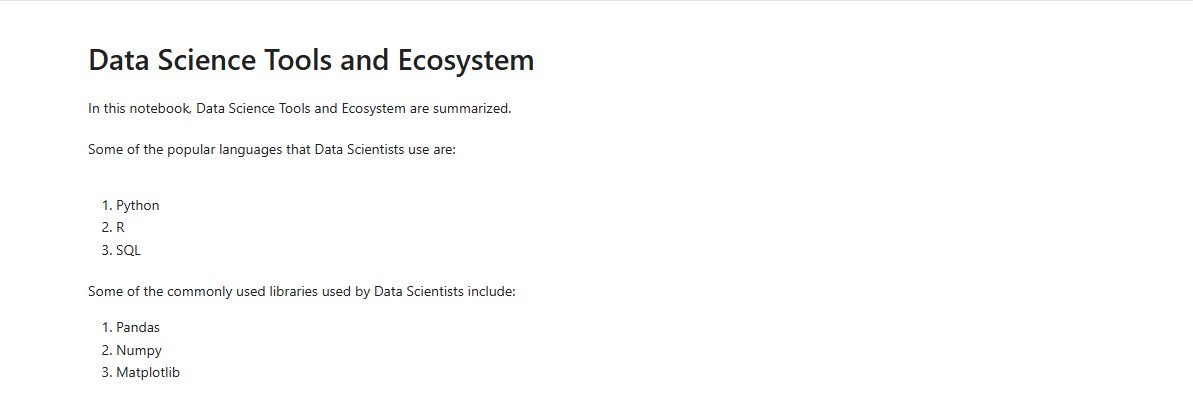 Data Science Tools and Ecosystem
In this notebook, Data Science Tools and Ecosystem are summarized.
Some of the popular languages that Data Scientists use are:
1. Python
2. R
3. SQL
Some of the commonly used libraries used by Data Scientists include:
1. Pandas
2. Numpy
3. Matplotlib